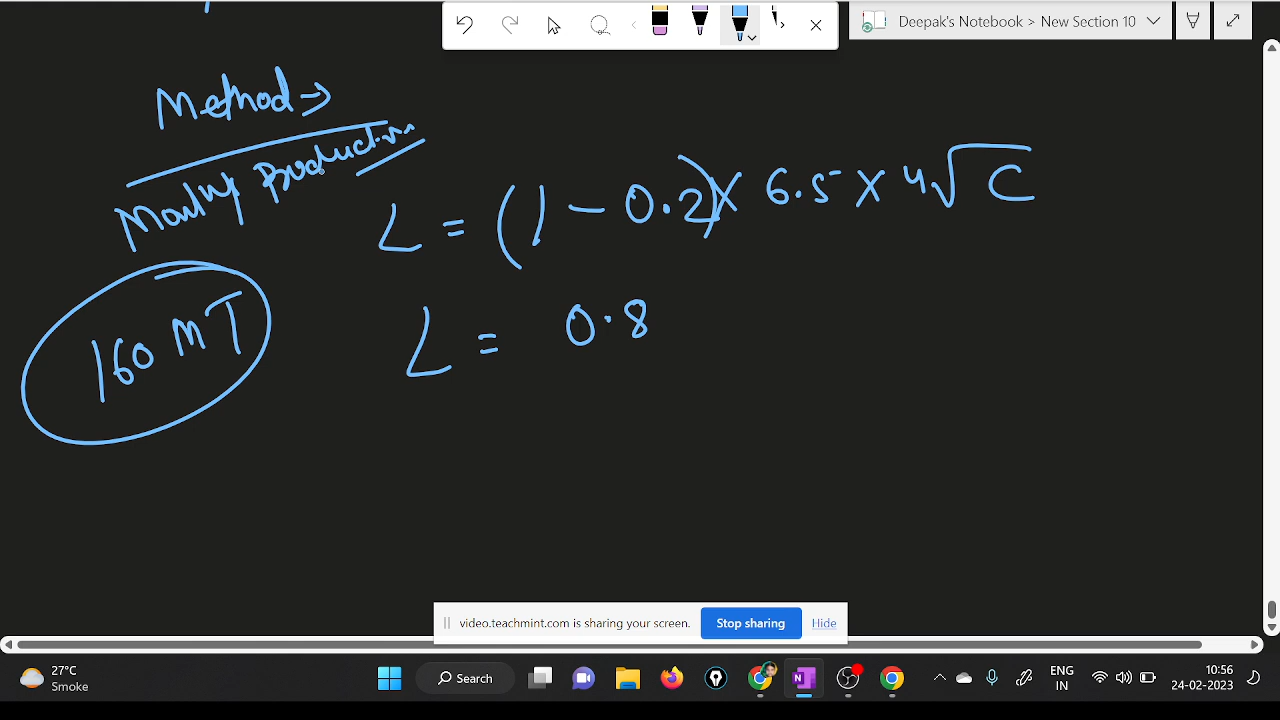 Deepak's Notebook > New Section 10
Method →
Production
L = (1 - 0.2) X 6.5 X 4√C
160 MT
L = 0.8
video.teachmint.com is sharing your screen.
Stop sharing
Hide
27°C
Smoke
Search
ENG
IN
10:56
24-02-2023